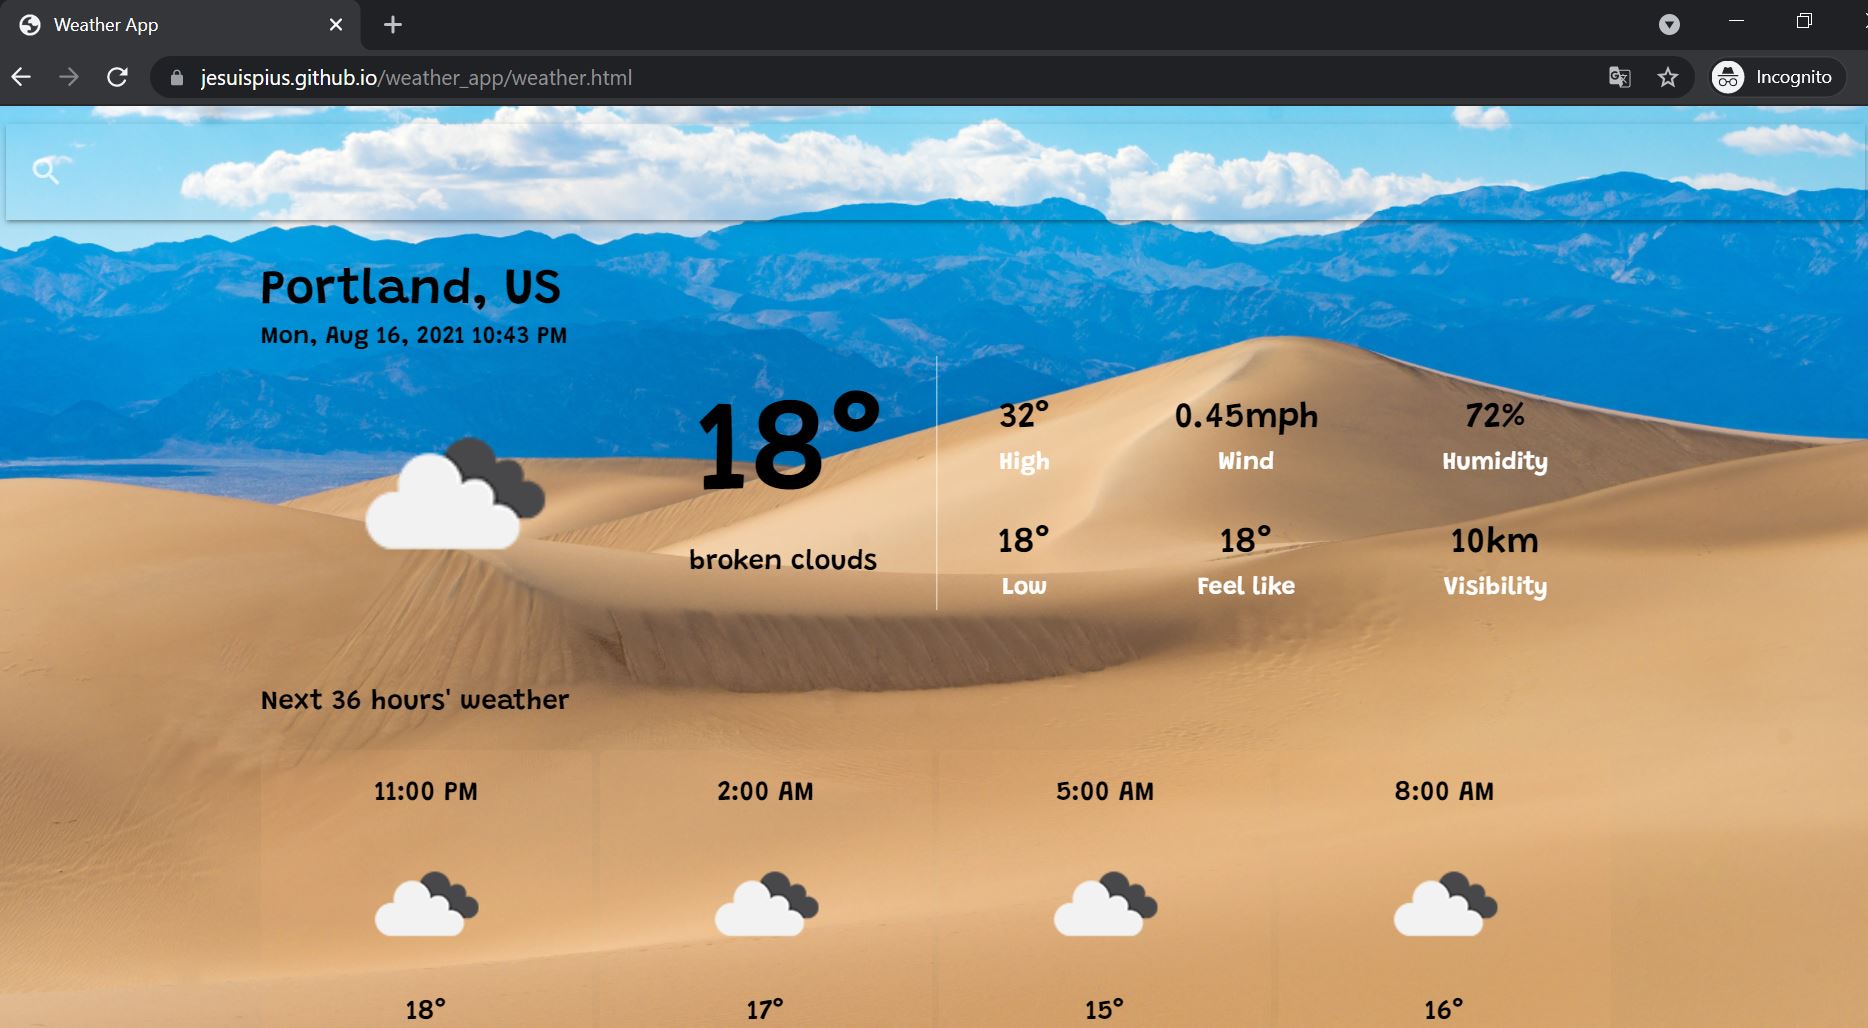 Weather App
jesuispius.github.io/weather_app/weather.html
Incognito
Portland, US
Mon, Aug 16, 2021 10:43 PM
18°
broken clouds
32° 0.45mph 72%
High Wind Humidity
18° 18° 10km
Low Feel like Visibility
Next 36 hours' weather
11:00 PM 2:00 AM 5:00 AM 8:00 AM
18° 17° 15° 16°